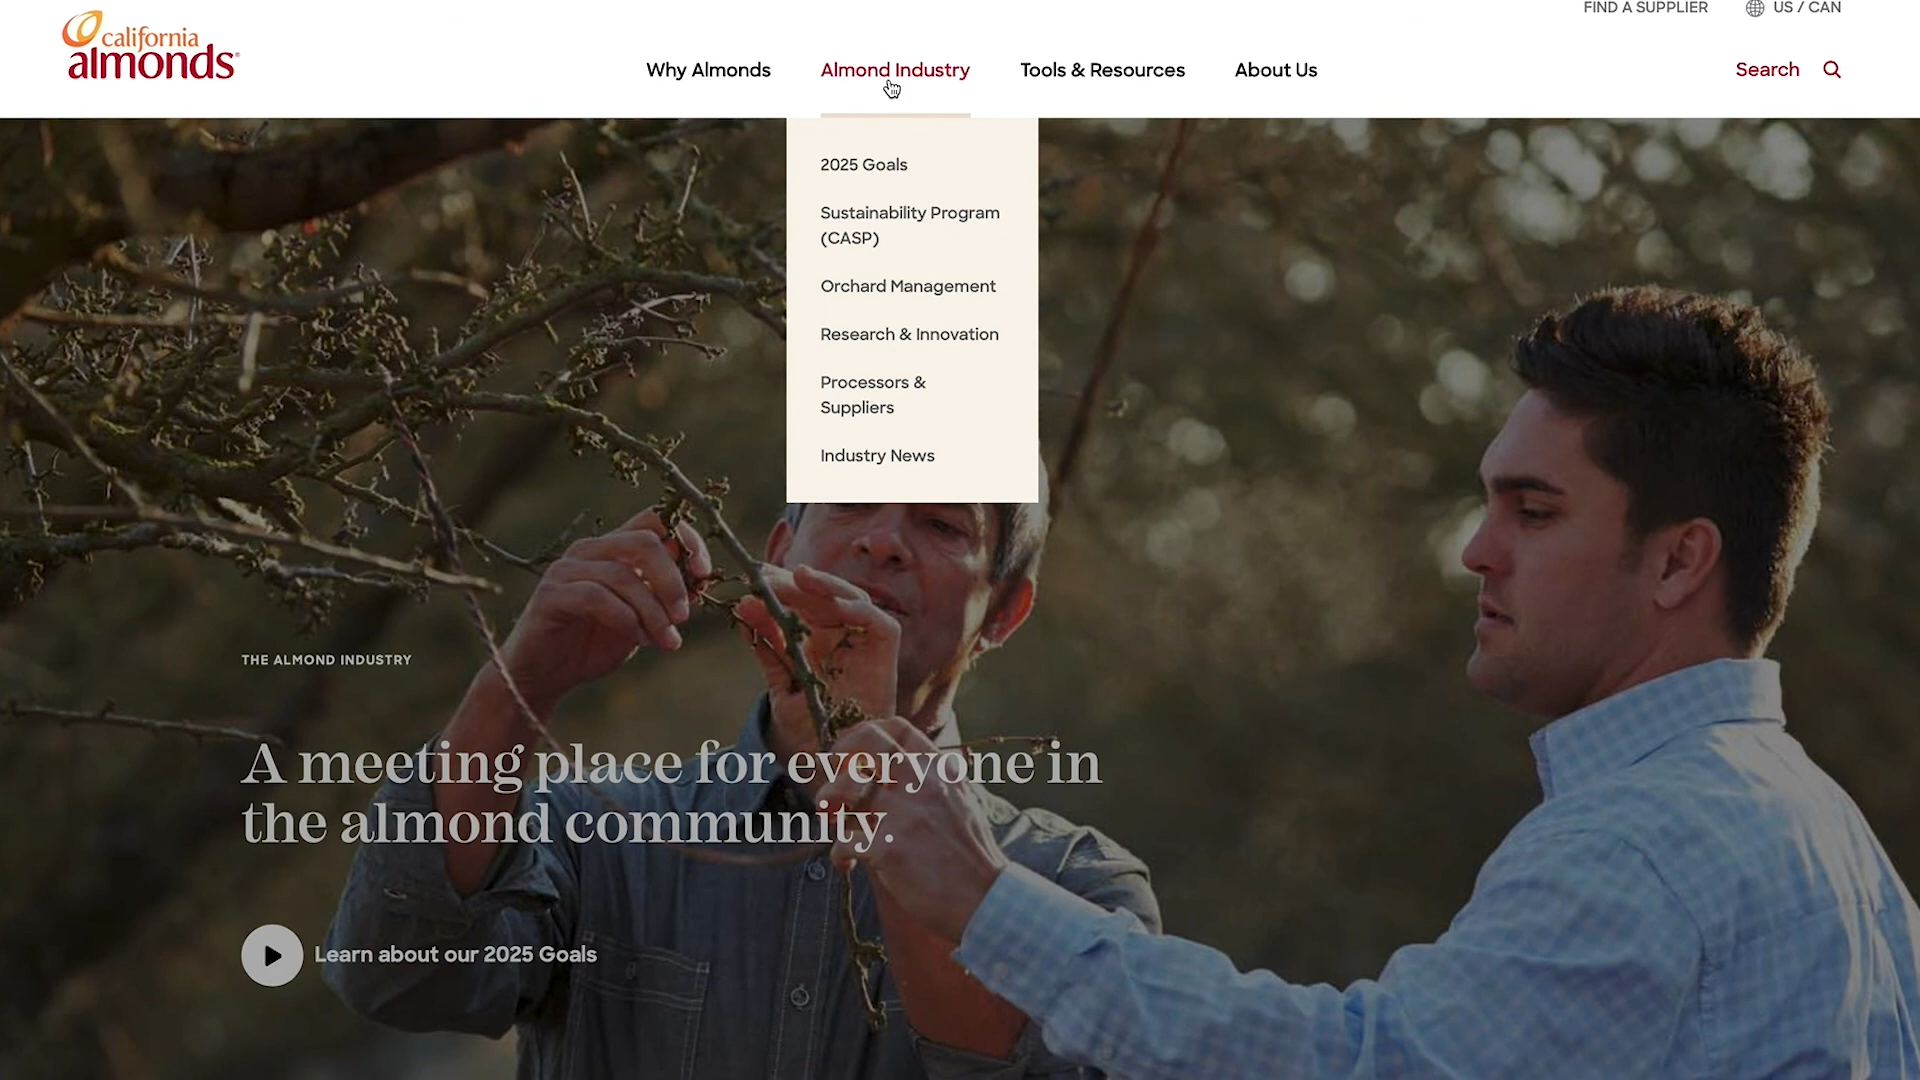 FIND A SUPPLIER
US / CAN
california
almonds®
Why Almonds
Almond Industry
Tools & Resources
About Us
Search
2025 Goals
Sustainability Program
(CASP)
Orchard Management
Research & Innovation
Processors &
Suppliers
Industry News
THE ALMOND INDUSTRY
A meeting place for everyone in
the almond community.
Learn about our 2025 Goals